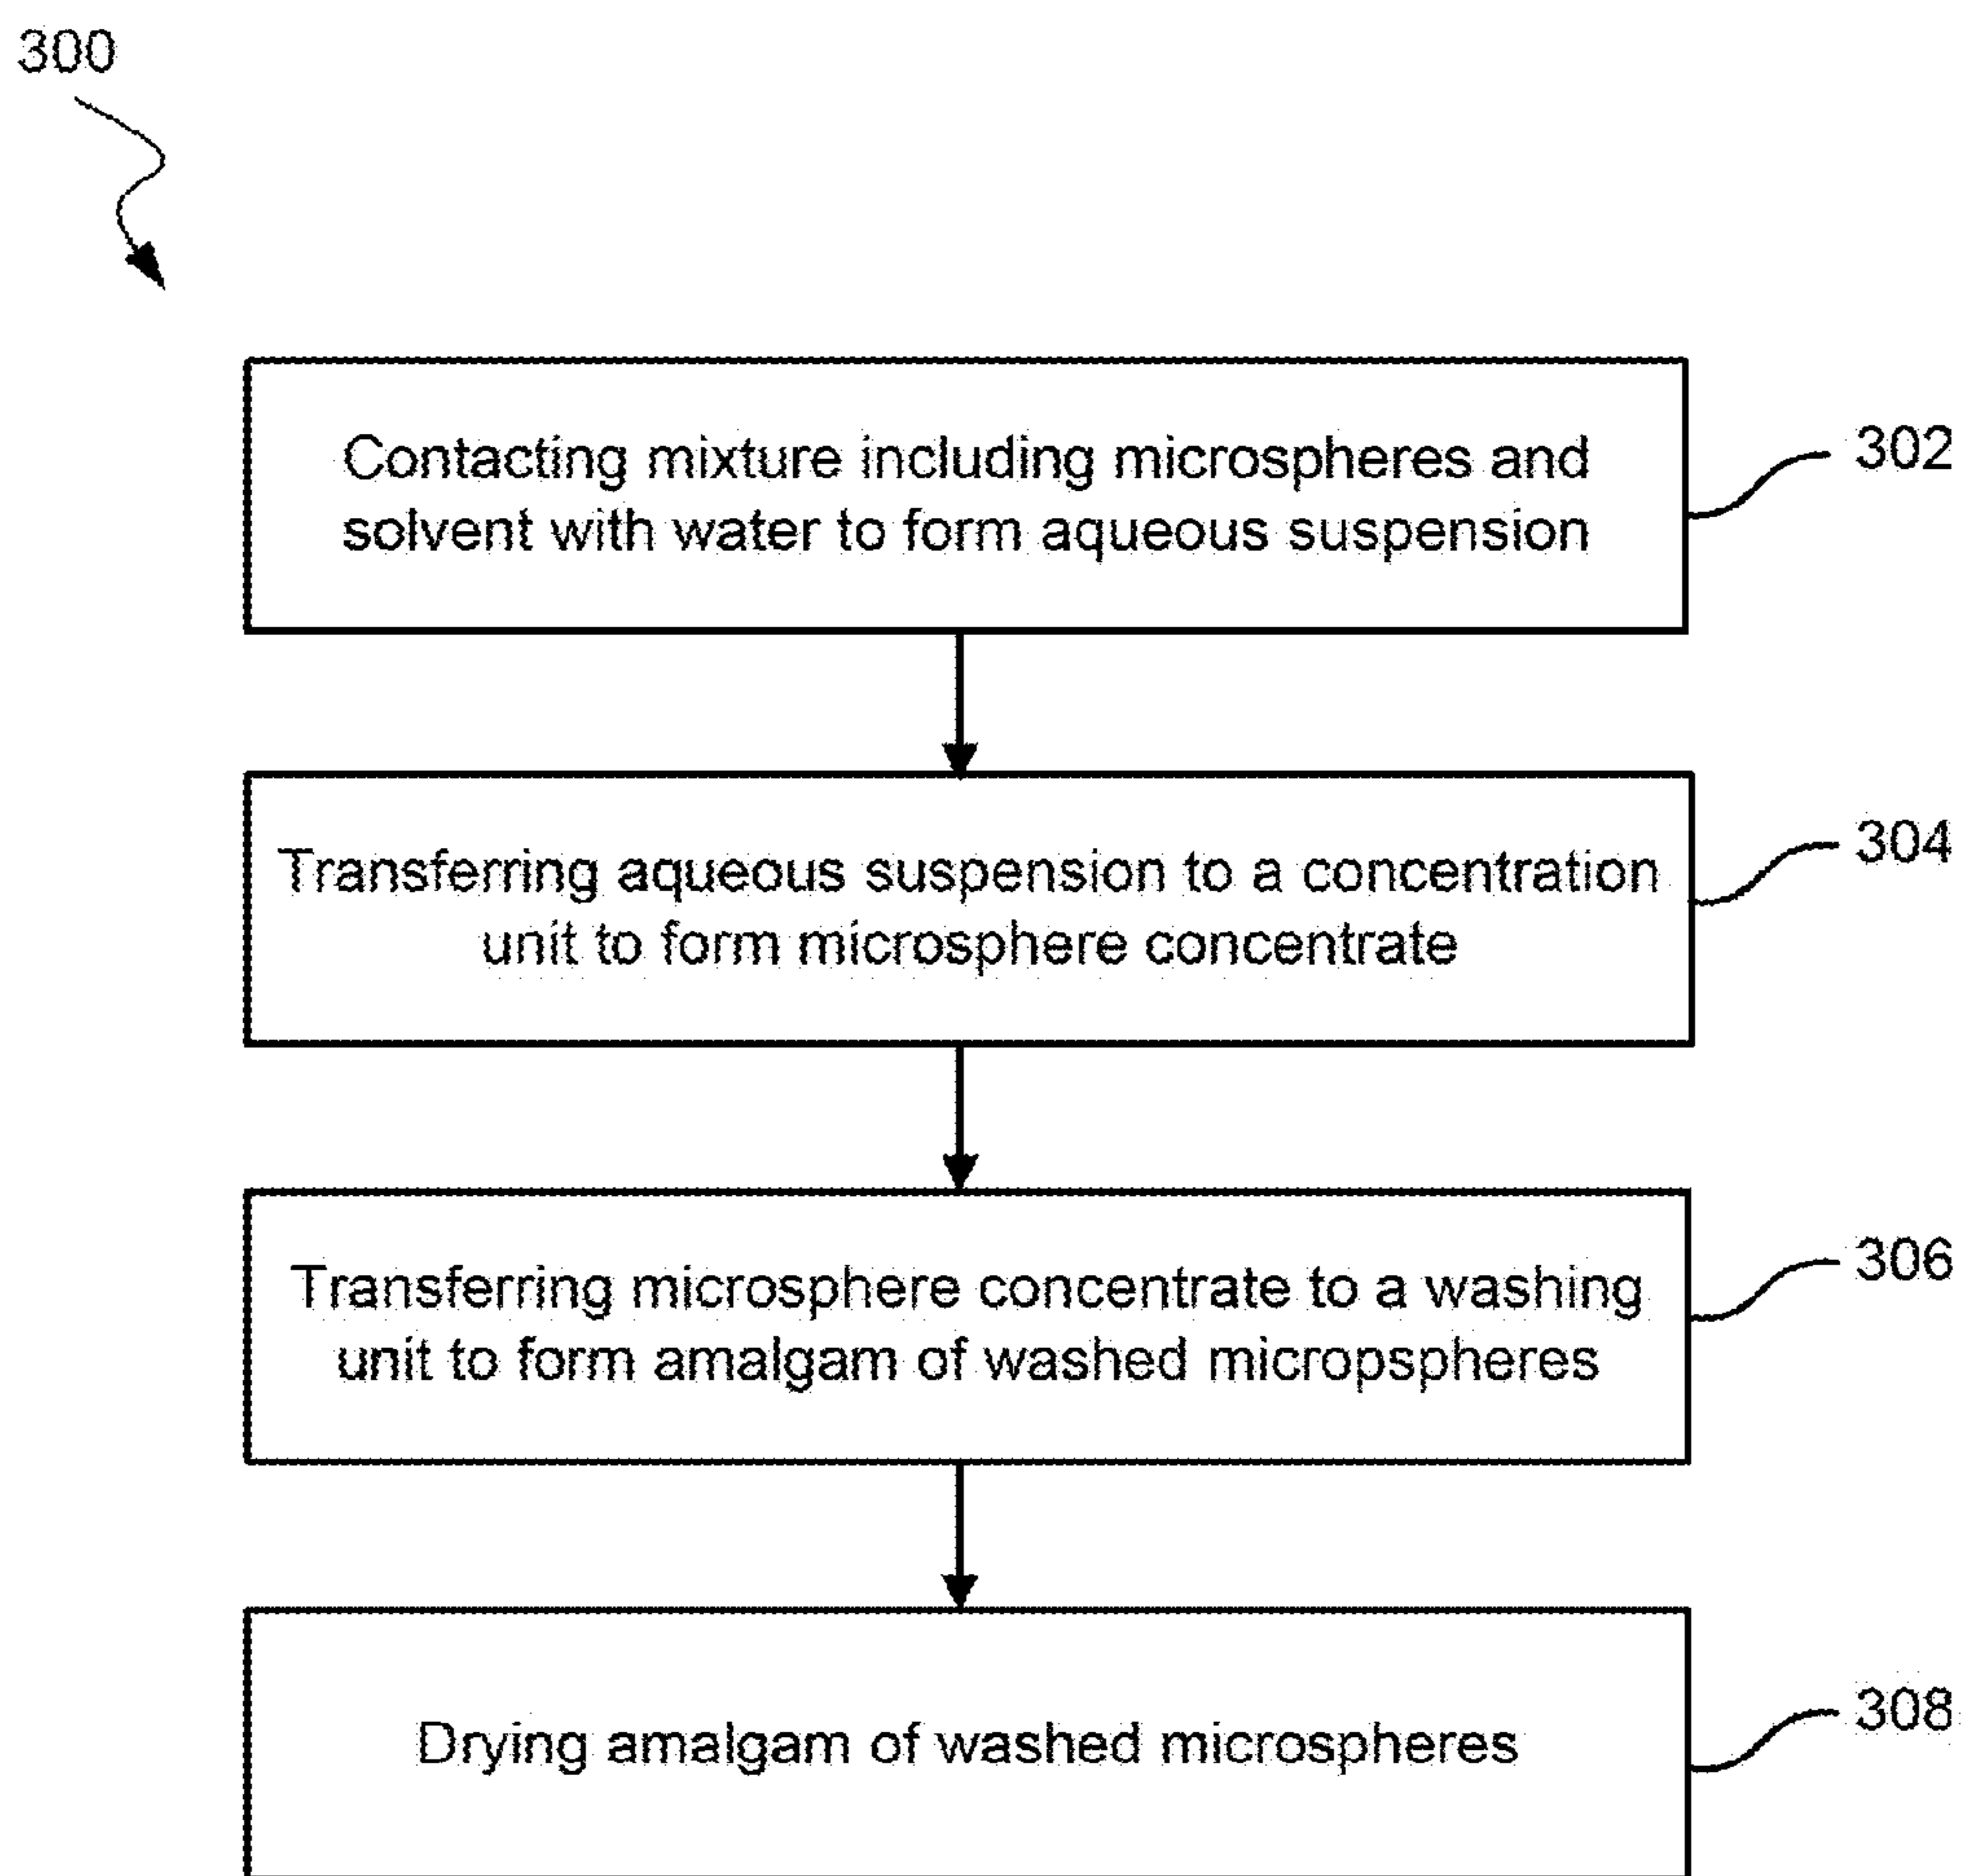 300
Contacting mixture including microspheres and
solvent with water to form aqueous suspension
302
Transferring aqueous suspension to a concentration
unit to form microsphere concentrate
304
Transferring microsphere concentrate to a washing
unit to form amalgam of washed micropspheres
306
Drying amalgam of washed microspheres
308